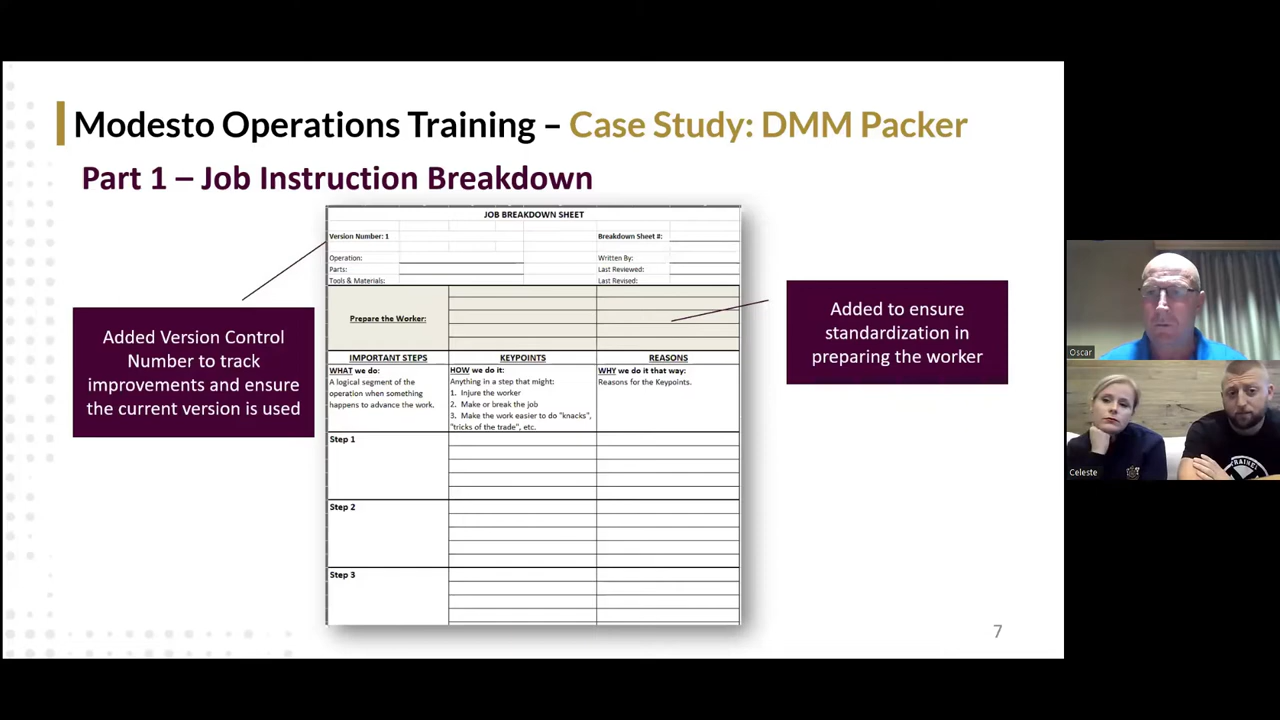 Modesto Operations Training – Case Study: DMM Packer
Part 1 – Job Instruction Breakdown
JOB BREAKDOWN SHEET
Version Number: 1
Breakdown Sheet #:
Operation:
Written By:
Parts:
Last Reviewed:
Tools & Materials:
Last Revised:
Prepare the Worker:
IMPORTANT STEPS
KEYPOINTS
REASONS
WHAT we do:
A logical segment of the
operation when something
happens to advance the work.
HOW we do it:
Anything in a step that might:
1. Injure the worker
2. Make or break the job
3. Make the work easier to do "knacks",
"tricks of the trade", etc.
WHY we do it that way:
Reasons for the Keypoints.
Step 1
Step 2
Step 3
Added Version Control
Number to track
improvements and ensure
the current version is used
Added to ensure
standardization in
preparing the worker
7
Oscar
Celeste